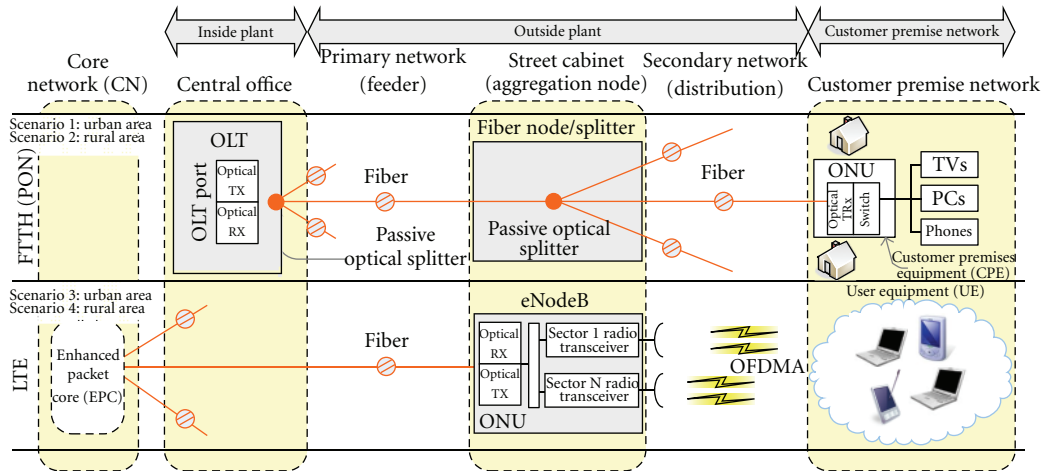 Inside plant
Outside plant
Customer premise network
Core
network (CN)
Central office
Primary network
(feeder)
Street cabinet
(aggregation node)
Secondary network
(distribution)
Customer premise network
Scenario 1: urban area
Scenario 2: rural area
FTTH (PON)
OLT
OLT port
Optical
TX
Optical
RX
Fiber
Passive
optical splitter
Fiber node/splitter
Passive optical
splitter
Fiber
ONU
Optical
TRx
Switch
TVs
PCs
Phones
Customer premises
equipment (CPE)
Scenario 3: urban area
Scenario 4: rural area
LTE
Enhanced
packet
core (EPC)
Fiber
eNodeB
Optical
RX
Optical
TX
Sector 1 radio
transceiver
Sector N radio
transceiver
ONU
OFDMA
User equipment (UE)